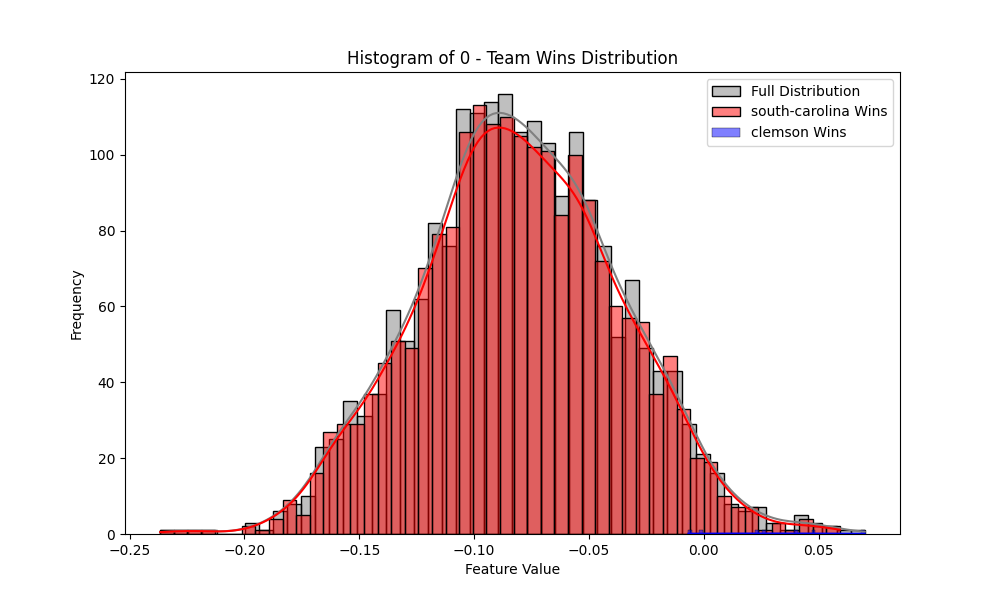 Histogram of 0 - Team Wins Distribution
Full Distribution
south-carolina Wins
clemson Wins
Frequency
120
100
80
60
40
20
0
−0.25 −0.20 −0.15 −0.10 −0.05 0.00 0.05
Feature Value